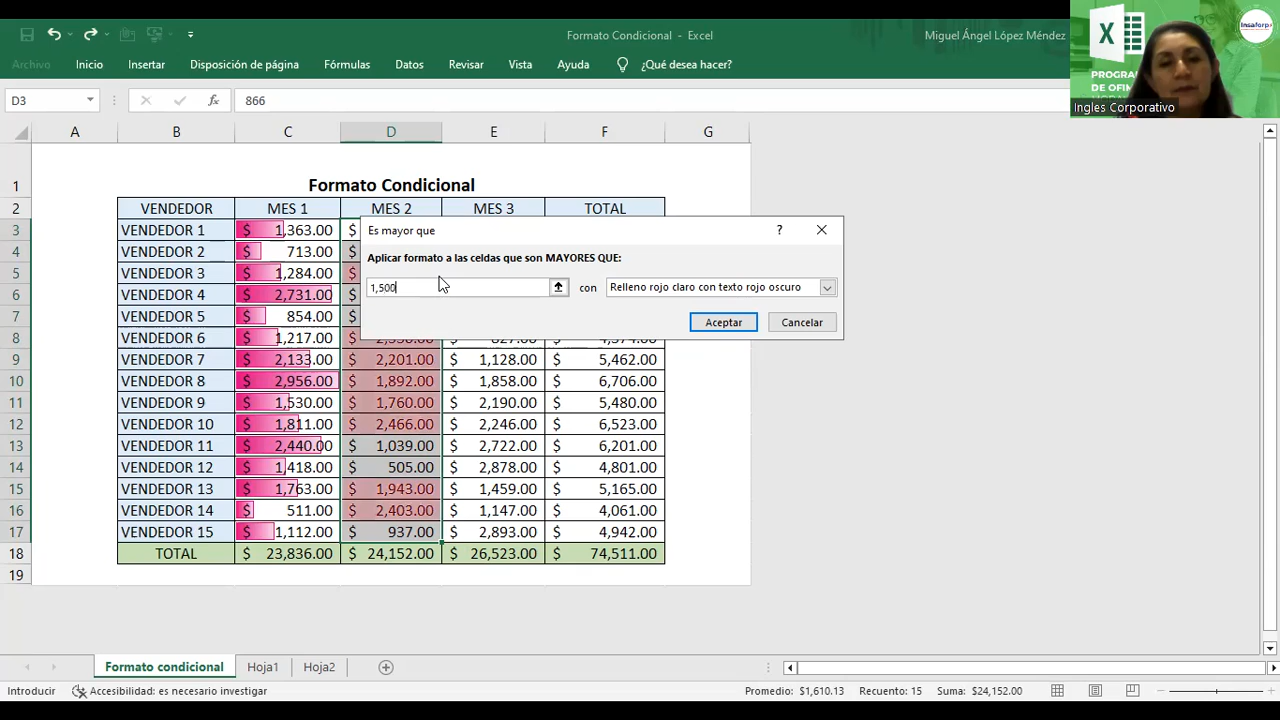 Formato Condicional - Excel
Miguel Ángel López Méndez
Archivo Inicio Insertar Disposición de página Fórmulas Datos Revisar Vista Ayuda ¿Qué desea hacer?
X
Insaforp
PROGRA
DE OFI
Ingles Corporativo
D3 fx 866
A B C D E F G
1 Formato Condicional
2 VENDEDOR MES 1 MES 2 MES 3 TOTAL
3 VENDEDOR 1 $ 1,363.00 $
4 VENDEDOR 2 $ 713.00 $
5 VENDEDOR 3 $ 1,284.00 $
6 VENDEDOR 4 $ 2,731.00 $
7 VENDEDOR 5 $ 854.00 $
8 VENDEDOR 6 $ 1,217.00 $
9 VENDEDOR 7 $ 2,133.00 $ 2,201.00 $ 1,128.00 $ 5,462.00
10 VENDEDOR 8 $ 2,956.00 $ 1,892.00 $ 1,858.00 $ 6,706.00
11 VENDEDOR 9 $ 1,530.00 $ 1,760.00 $ 2,190.00 $ 5,480.00
12 VENDEDOR 10 $ 1,811.00 $ 2,466.00 $ 2,246.00 $ 6,523.00
13 VENDEDOR 11 $ 2,440.00 $ 1,039.00 $ 2,722.00 $ 6,201.00
14 VENDEDOR 12 $ 1,418.00 $ 505.00 $ 2,878.00 $ 4,801.00
15 VENDEDOR 13 $ 1,763.00 $ 1,943.00 $ 1,459.00 $ 5,165.00
16 VENDEDOR 14 $ 511.00 $ 2,403.00 $ 1,147.00 $ 4,061.00
17 VENDEDOR 15 $ 1,112.00 $ 937.00 $ 2,893.00 $ 4,942.00
18 TOTAL $ 23,836.00 $ 24,152.00 $ 26,523.00 $ 74,511.00
19
Es mayor que ?
Aplicar formato a las celdas que son MAYORES QUE:
1,500 con Relleno rojo claro con texto rojo oscuro
Aceptar Cancelar
Formato condicional Hoja1 Hoja2
Introducir Accesibilidad: es necesario investigar Promedio: $1,610.13 Recuento: 15 Suma: $24,152.00